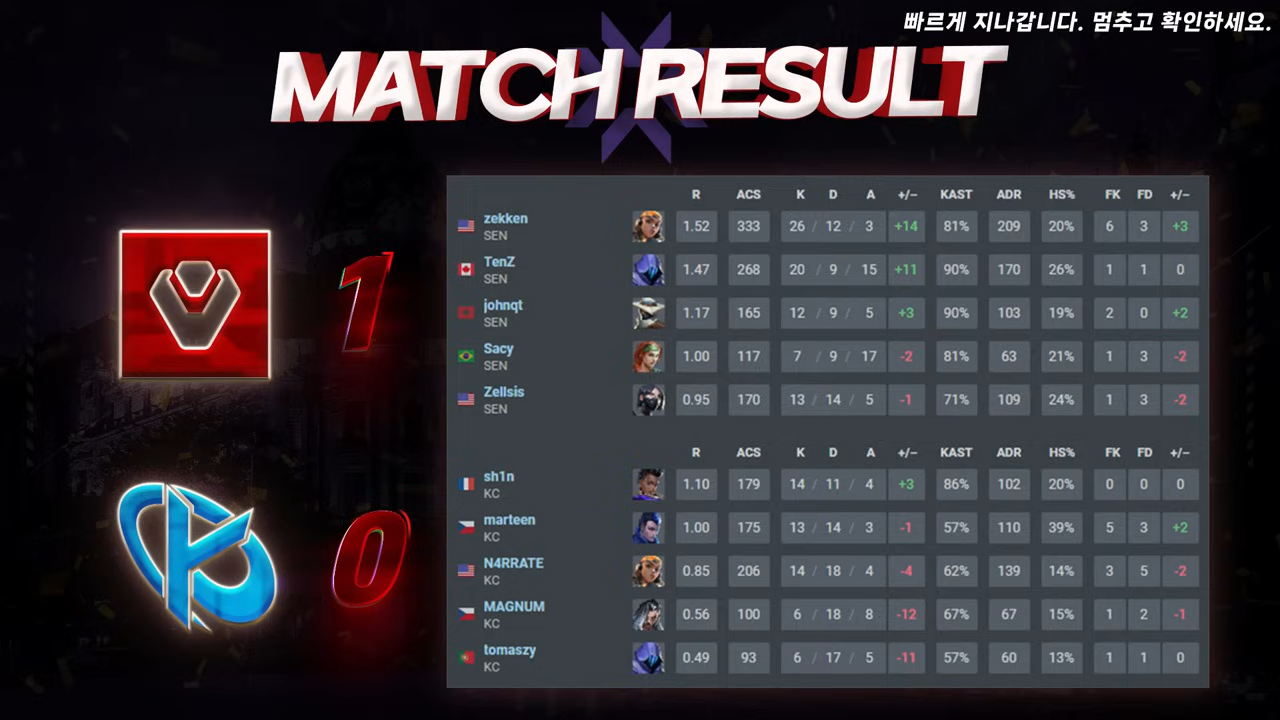 빠르게 지나갑니다. 멈추고 확인하세요.
MATCH RESULT
1
0
R ACS K D A +/− KAST ADR HS% FK FD +/−
zekken 1.52 333 26 / 12 / 3 +14 81% 209 20% 6 3 +3
SEN
TenZ 1.47 268 20 / 9 / 15 +11 90% 170 26% 1 1 0
SEN
johnqt 1.17 165 12 / 9 / 5 +3 90% 103 19% 2 0 +2
SEN
Sacy 1.00 117 7 / 9 / 17 -2 81% 63 21% 1 3 -2
SEN
Zellsis 0.95 170 13 / 14 / 5 -1 71% 109 24% 1 3 -2
SEN
R ACS K D A +/− KAST ADR HS% FK FD +/−
sh1n 1.10 179 14 / 11 / 4 +3 86% 102 20% 0 0 0
KC
marteen 1.00 175 13 / 14 / 3 -1 57% 110 39% 5 3 +2
KC
N4RRATE 0.85 206 14 / 18 / 4 -4 62% 139 14% 3 5 -2
KC
MAGNUM 0.56 100 6 / 18 / 8 -12 67% 67 15% 1 2 -1
KC
tomaszy 0.49 93 6 / 17 / 5 -11 57% 60 13% 1 1 0
KC